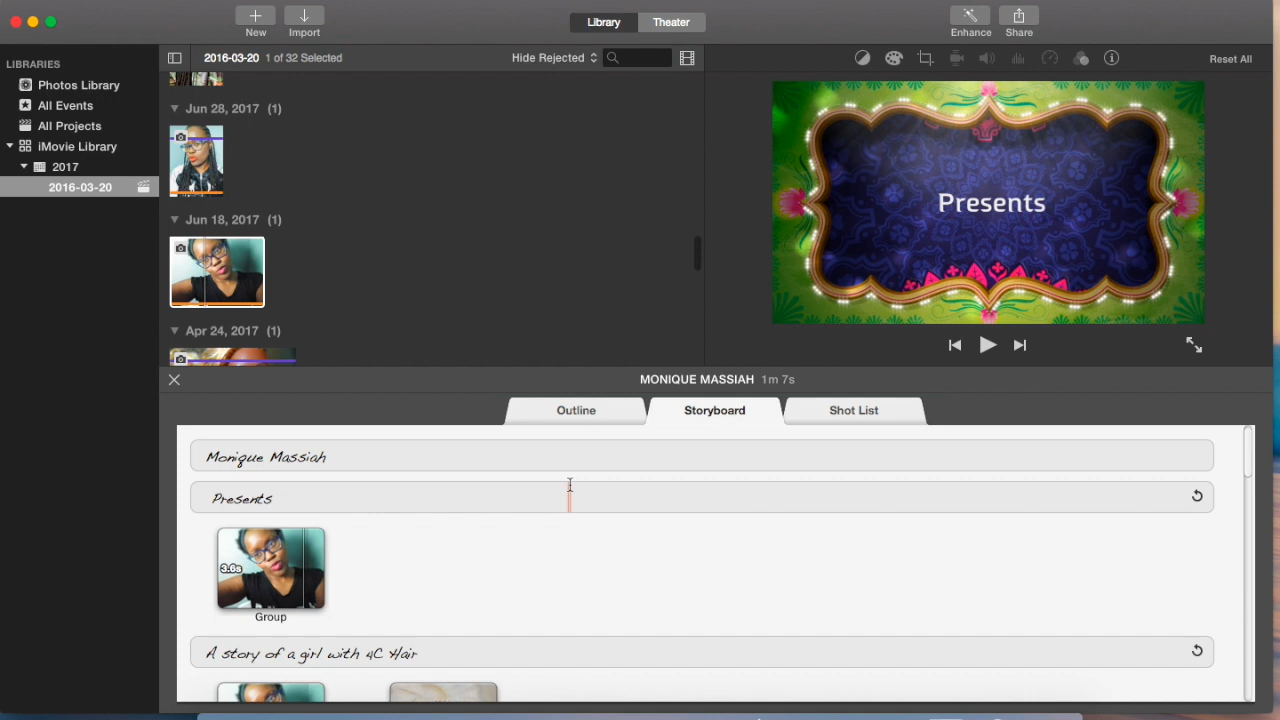 New
Import
Library
Theater
Enhance
Share
LIBRARIES
Photos Library
All Events
All Projects
iMovie Library
2017
2016-03-20
2016-03-20 1 of 32 Selected
Hide Rejected
Reset All
Jun 28, 2017 (1)
Jun 18, 2017 (1)
Apr 24, 2017 (1)
Presents
MONIQUE MASSIAH 1m 7s
Outline
Storyboard
Shot List
Monique Massiah
Presents
3.6s
Group
A story of a girl with 4C Hair